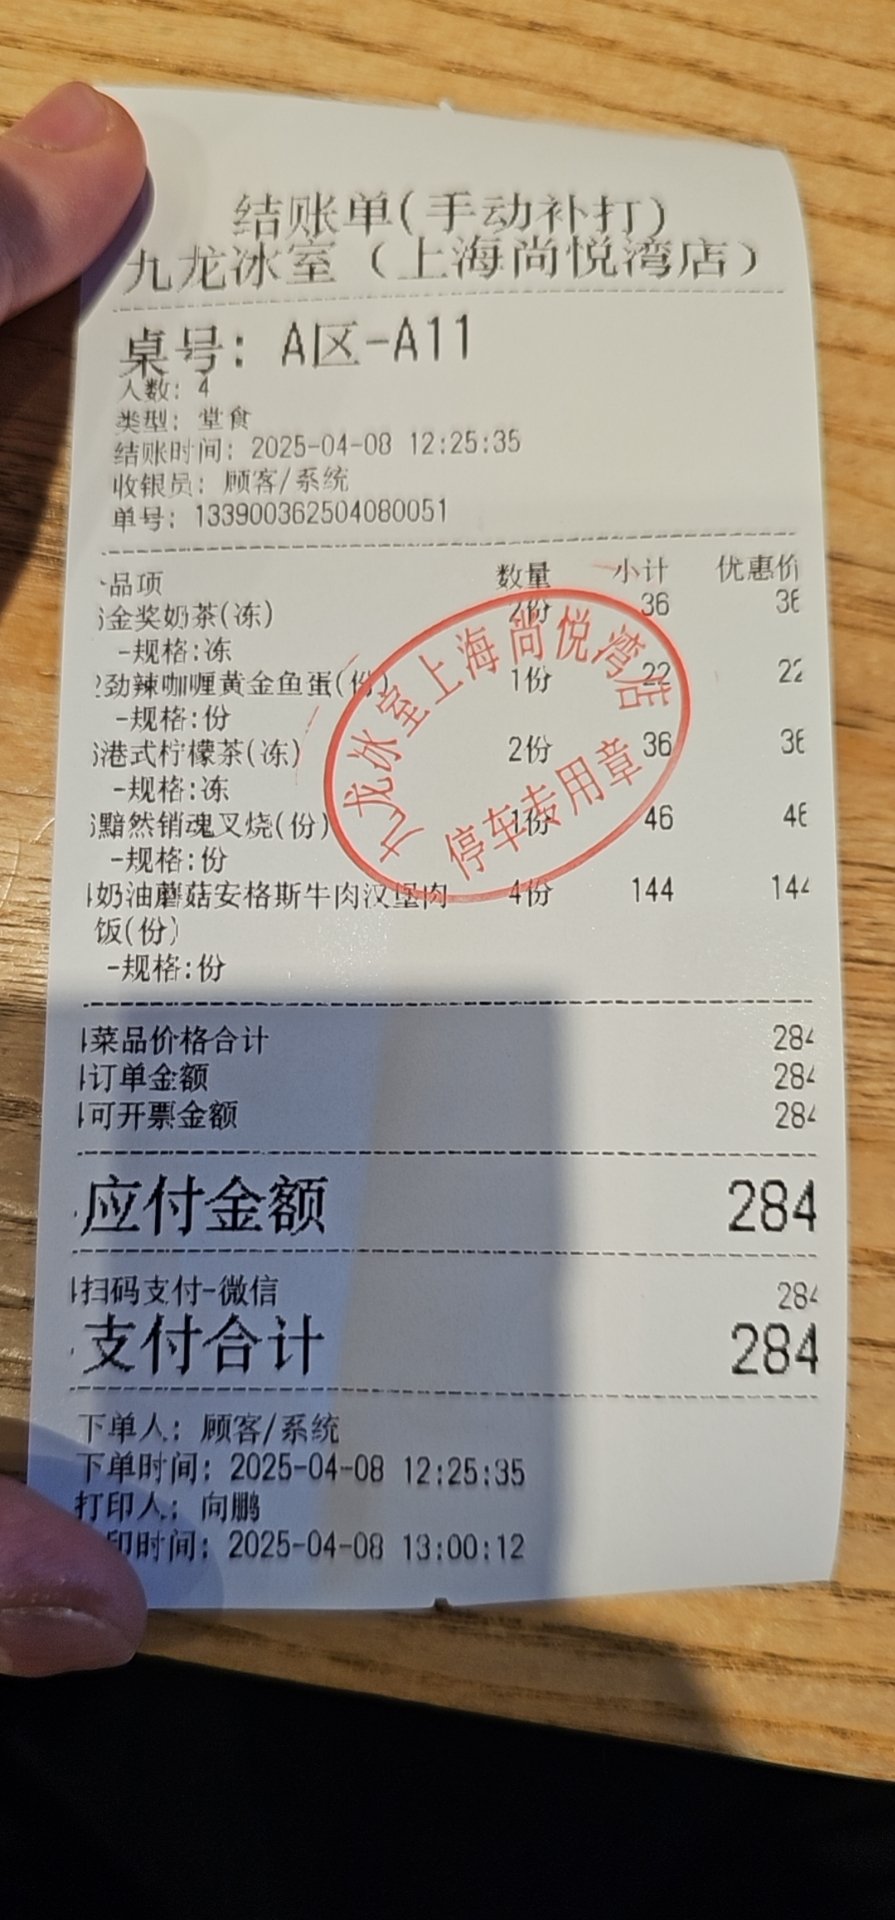 结账单(手动补打)
九龙冰室（上海尚悦湾店）
桌号: A区-A11
人数: 4
类型: 堂食
结账时间: 2025-04-08 12:25:35
收银员: 顾客/系统
单号: 133900362504080051
品项 数量 小计 优惠价
金奖奶茶(冻) 2份 36 36
-规格:冻
劲辣咖喱黄金鱼蛋(份) 1份 22 22
-规格:份
港式柠檬茶(冻) 2份 36 36
-规格:冻
黯然销魂叉烧(份) 1份 46 46
-规格:份
奶油蘑菇安格斯牛肉汉堡肉 4份 144 144
饭(份)
-规格:份
九龙冰室上海尚悦湾店
停车专用章
菜品价格合计 284
订单金额 284
可开票金额 284
应付金额 284
扫码支付-微信 284
支付合计 284
下单人: 顾客/系统
下单时间: 2025-04-08 12:25:35
打印人: 向鹏
印时间: 2025-04-08 13:00:12